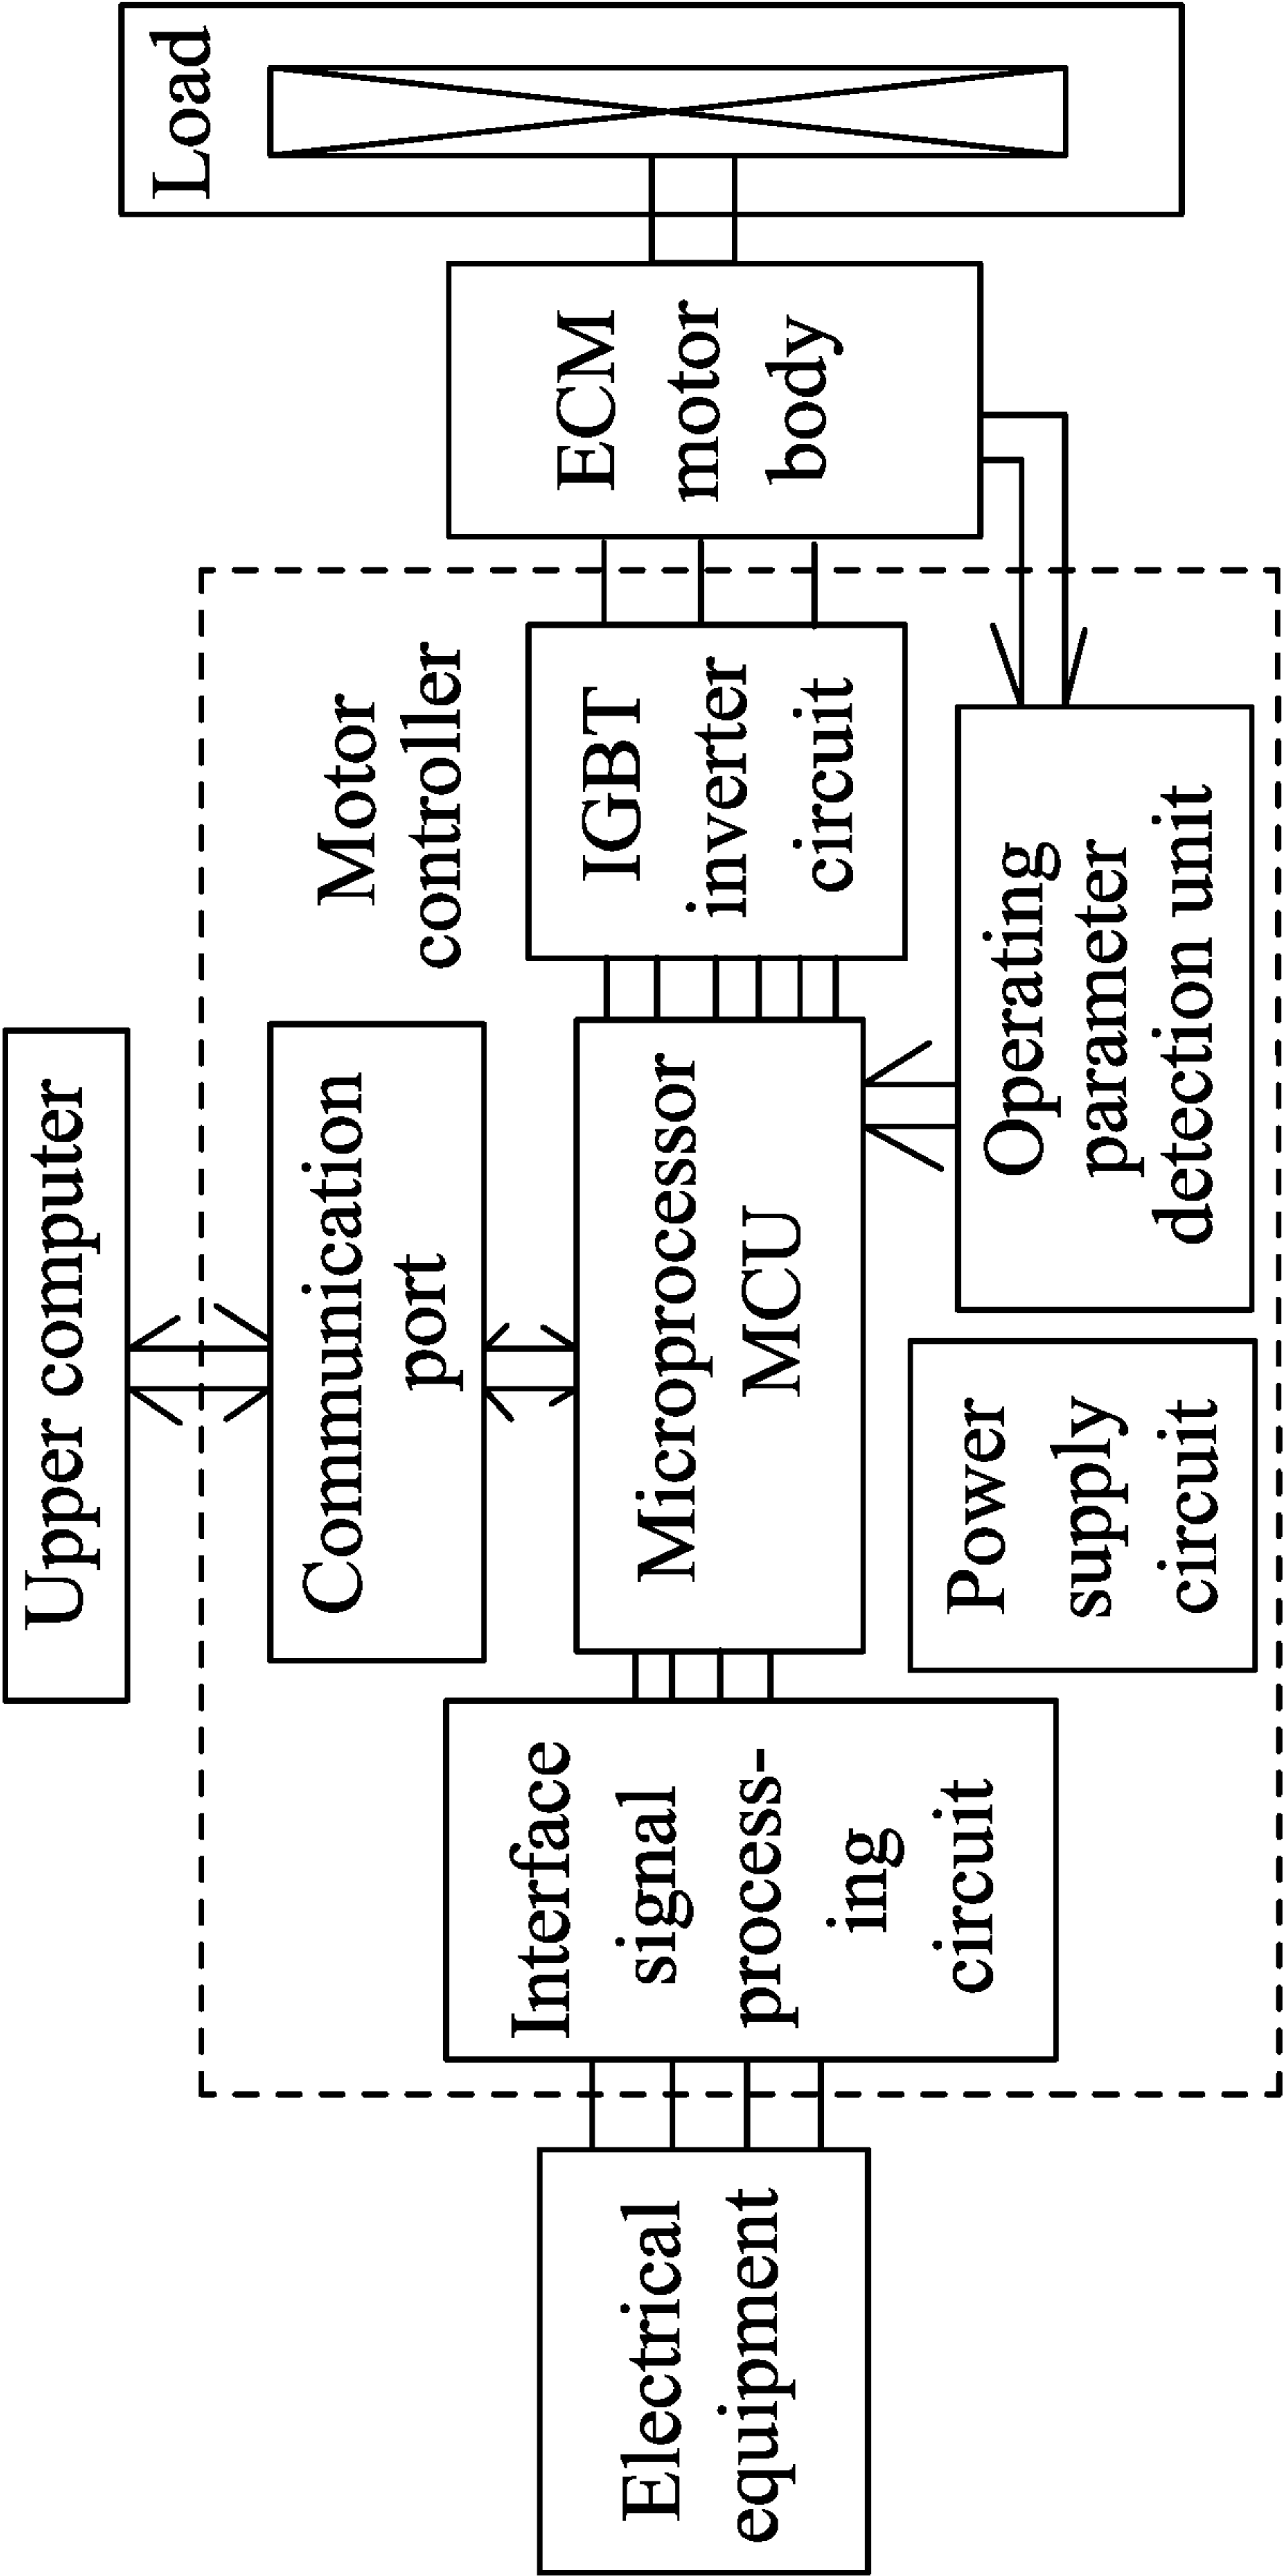 Upper computer
Communication
port
Motor
controller
Load
Electrical
equipment
Interface
signal
process-
ing
circuit
Microprocessor
MCU
IGBT
inverter
circuit
ECM
motor
body
Power
supply
circuit
Operating
parameter
detection unit